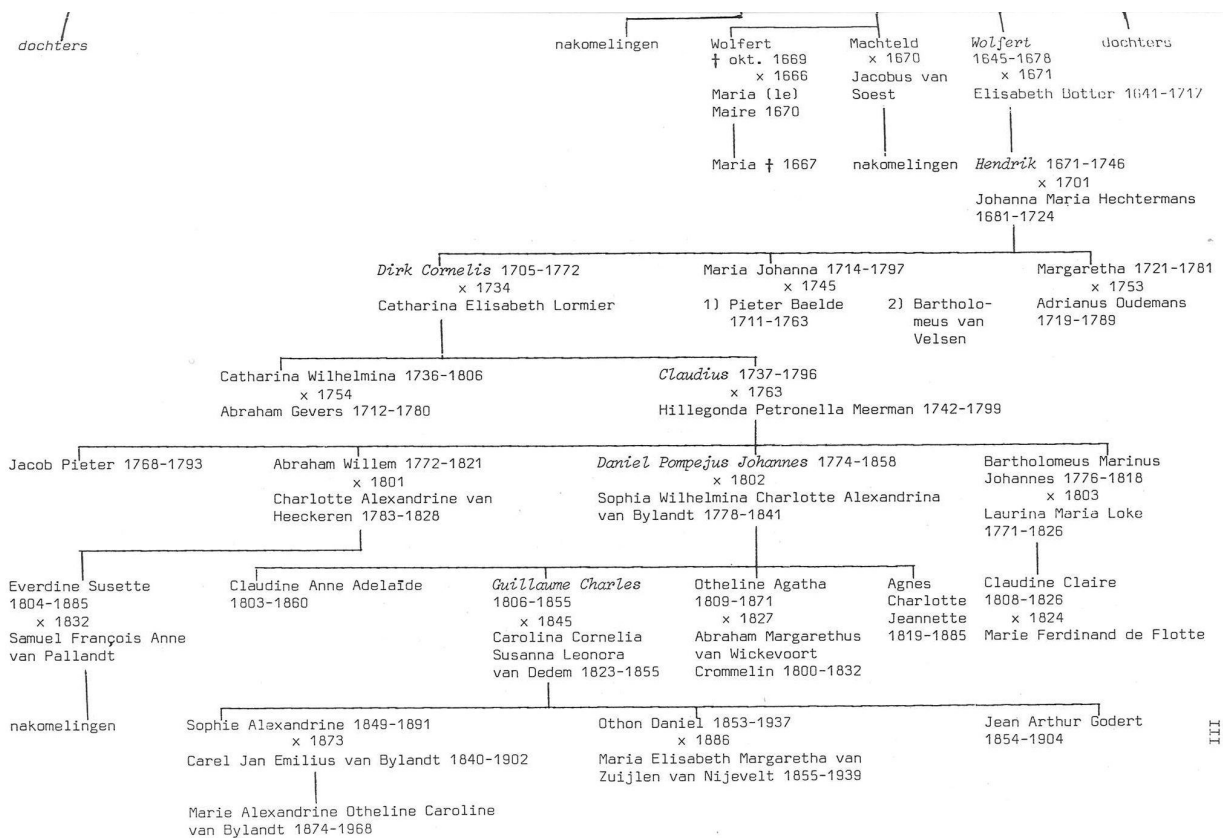 dochters
nakomelingen
Wolfert
† okt. 1669
x 1666
Maria (le)
Maire 1670
Machteld
x 1670
Jacobus van
Soest
Wolfert
1645-1678
x 1671
Elisabeth Botter 1641-1717
dochters
Maria † 1667
nakomelingen
Hendrik 1671-1746
x 1701
Johanna Maria Hechtermans
1681-1724
Dirk Cornelis 1705-1772
x 1734
Catharina Elisabeth Lormier
Maria Johanna 1714-1797
x 1745
1) Pieter Baelde
1711-1763
2) Bartholo-
meus van
Velsen
Margaretha 1721-1781
x 1753
Adrianus Oudemans
1719-1789
Catharina Wilhelmina 1736-1806
x 1754
Abraham Gevers 1712-1780
Claudius 1737-1796
x 1763
Hillegonda Petronella Meerman 1742-1799
Jacob Pieter 1768-1793
Abraham Willem 1772-1821
x 1801
Charlotte Alexandrine van
Heeckeren 1783-1828
Daniel Pompejus Johannes 1774-1858
x 1802
Sophia Wilhelmina Charlotte Alexandrina
van Bylandt 1778-1841
Bartholomeus Marinus
Johannes 1776-1818
x 1803
Laurina Maria Loke
1771-1826
Everdine Susette
1804-1885
x 1832
Samuel François Anne
van Pallandt
Claudine Anne Adelaïde
1803-1860
Guillaume Charles
1806-1855
x 1845
Carolina Cornelia
Susanna Leonora
van Dedem 1823-1855
Otheline Agatha
1809-1871
x 1827
Abraham Margarethus
van Wickevoort
Crommelin 1800-1832
Agnes
Charlotte
Jeannette
1819-1885
Claudine Claire
1808-1826
x 1824
Marie Ferdinand de Flotte
nakomelingen
Sophie Alexandrine 1849-1891
x 1873
Carel Jan Emilius van Bylandt 1840-1902
Othon Daniel 1853-1937
x 1886
Maria Elisabeth Margaretha van
Zuijlen van Nijevelt 1855-1939
Jean Arthur Godert
1854-1904
III
Marie Alexandrine Otheline Caroline
van Bylandt 1874-1968